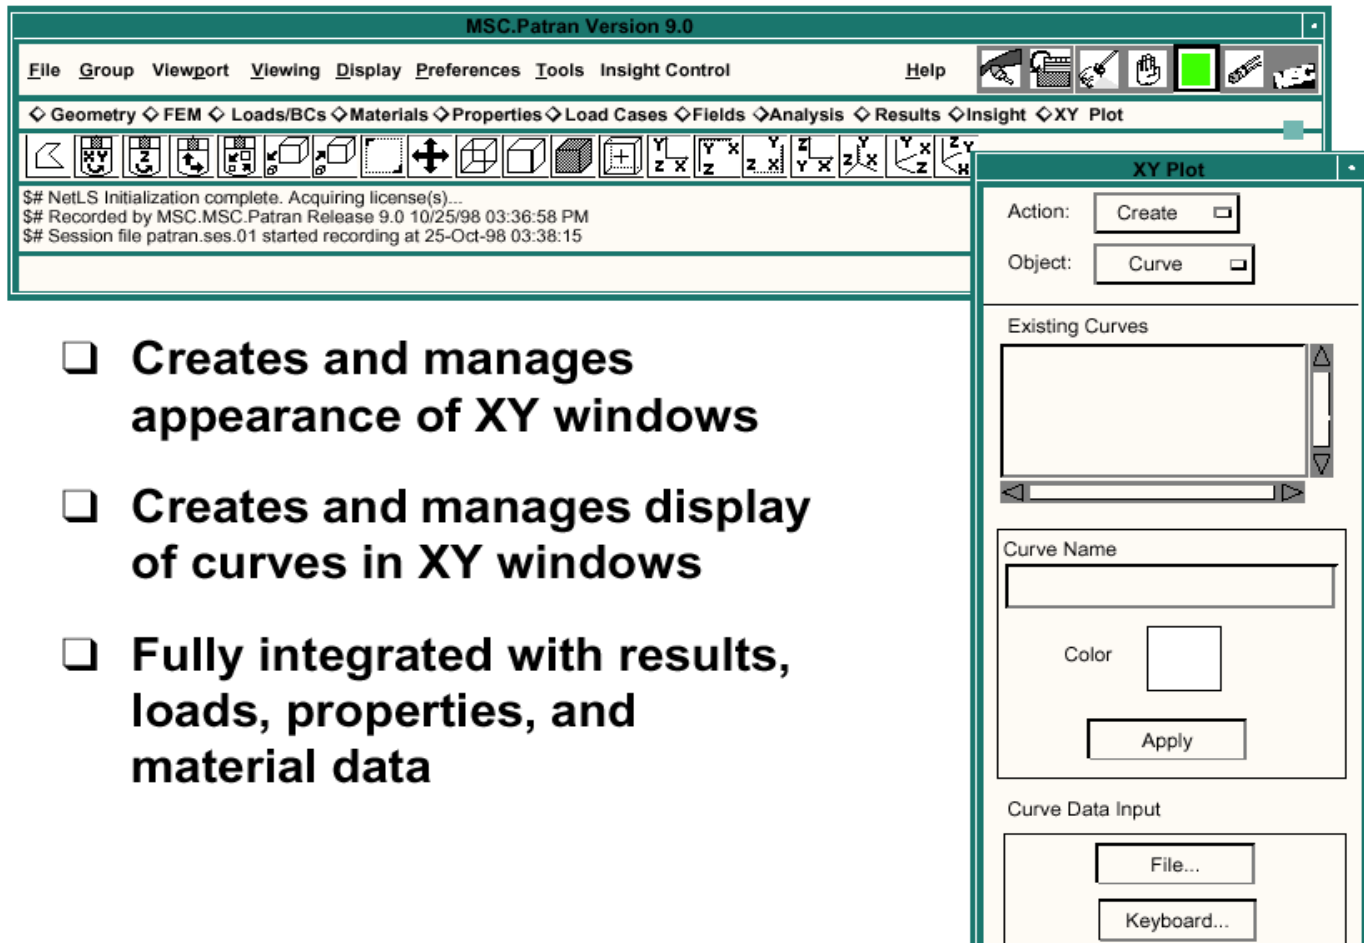 MSC.Patran Version 9.0
File Group Viewport Viewing Display Preferences Tools Insight Control Help
Geometry FEM Loads/BCs Materials Properties Load Cases Fields Analysis Results Insight XY Plot
$# NetLS Initialization complete. Acquiring license(s)...
$# Recorded by MSC.MSC.Patran Release 9.0 10/25/98 03:36:58 PM
$# Session file patran.ses.01 started recording at 25-Oct-98 03:38:15
XY Plot
Action: Create
Object: Curve
Existing Curves
Curve Name
Color
Apply
Curve Data Input
File...
Keyboard...
Creates and manages
appearance of XY windows
Creates and manages display
of curves in XY windows
Fully integrated with results,
loads, properties, and
material data